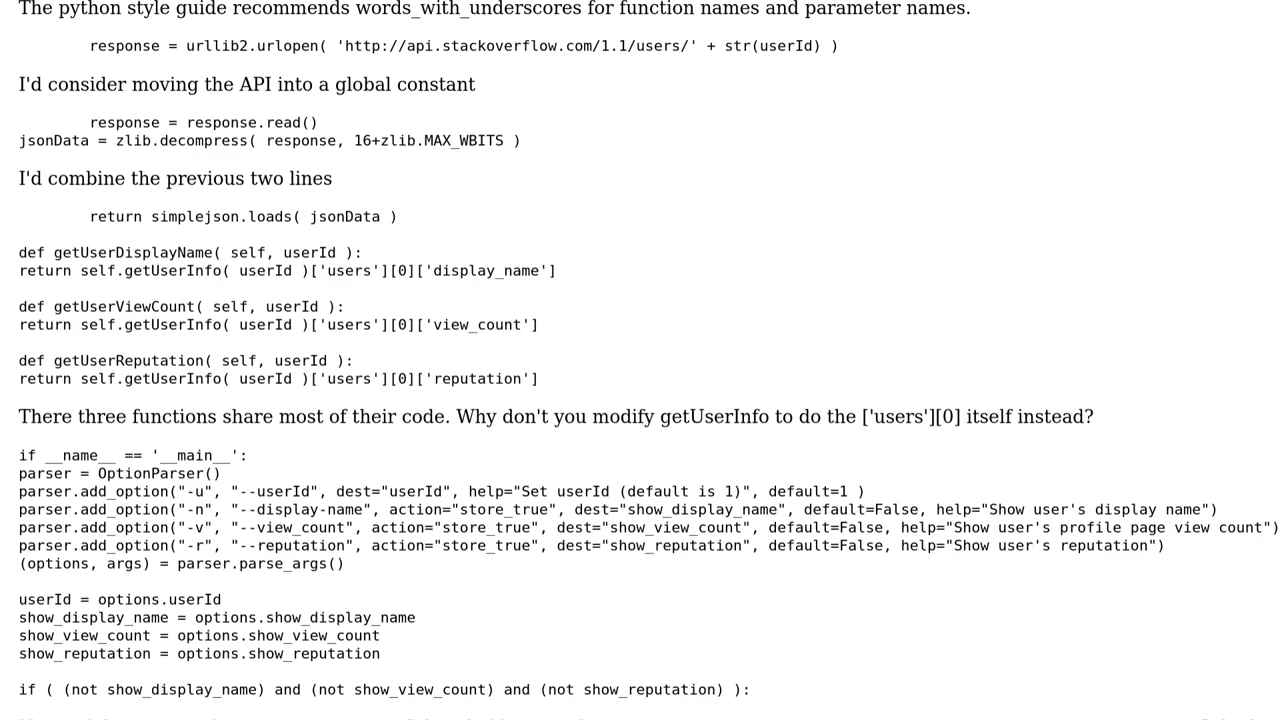 The python style guide recommends words_with_underscores for function names and parameter names.
response = urllib2.urlopen( 'http://api.stackoverflow.com/1.1/users/' + str(userId) )
I'd consider moving the API into a global constant
response = response.read()
jsonData = zlib.decompress( response, 16+zlib.MAX_WBITS )
I'd combine the previous two lines
return simplejson.loads( jsonData )
def getUserDisplayName( self, userId ):
return self.getUserInfo( userId )['users'][0]['display_name']
def getUserViewCount( self, userId ):
return self.getUserInfo( userId )['users'][0]['view_count']
def getUserReputation( self, userId ):
return self.getUserInfo( userId )['users'][0]['reputation']
There three functions share most of their code. Why don't you modify getUserInfo to do the ['users'][0] itself instead?
if __name__ == '__main__':
parser = OptionParser()
parser.add_option("-u", "--userId", dest="userId", help="Set userId (default is 1)", default=1 )
parser.add_option("-n", "--display-name", action="store_true", dest="show_display_name", default=False, help="Show user's display name")
parser.add_option("-v", "--view_count", action="store_true", dest="show_view_count", default=False, help="Show user's profile page view count")
parser.add_option("-r", "--reputation", action="store_true", dest="show_reputation", default=False, help="Show user's reputation")
(options, args) = parser.parse_args()
userId = options.userId
show_display_name = options.show_display_name
show_view_count = options.show_view_count
show_reputation = options.show_reputation
if ( (not show_display_name) and (not show_view_count) and (not show_reputation) ):